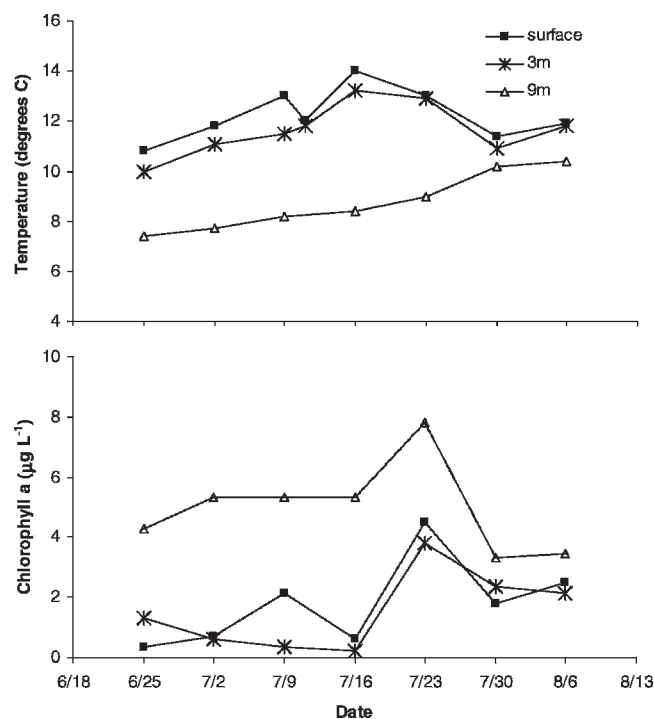 16
14
12
10
8
6
4
Temperature (degrees C)
surface
3m
9m
10
8
6
4
2
0
Chlorophyll a (µg L⁻¹)
6/18 6/25 7/2 7/9 7/16 7/23 7/30 8/6 8/13
Date